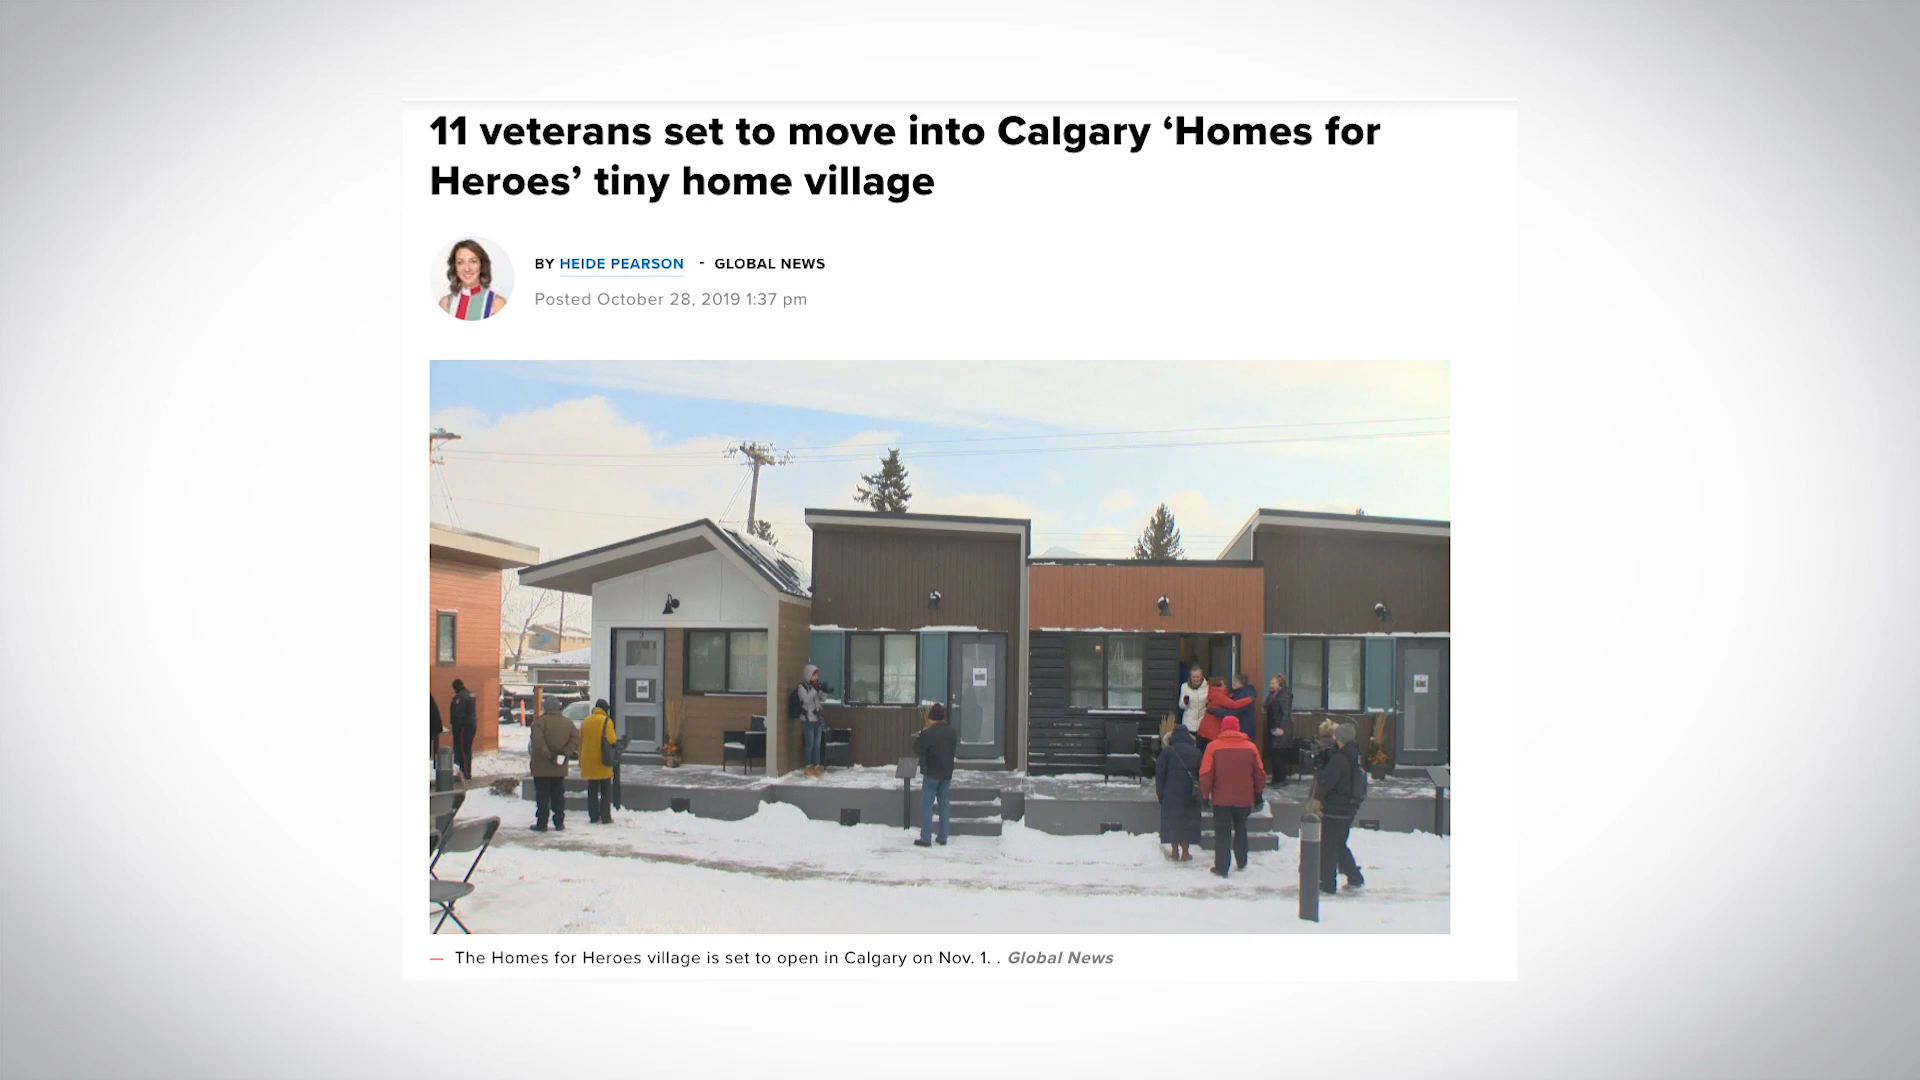 11 veterans set to move into Calgary ‘Homes for
Heroes’ tiny home village
BY HEIDE PEARSON - GLOBAL NEWS
Posted October 28, 2019 1:37 pm
— The Homes for Heroes village is set to open in Calgary on Nov. 1. . Global News